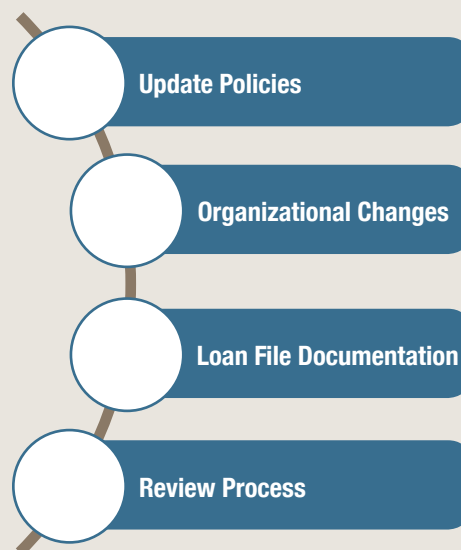 Update Policies
Organizational Changes
Loan File Documentation
Review Process